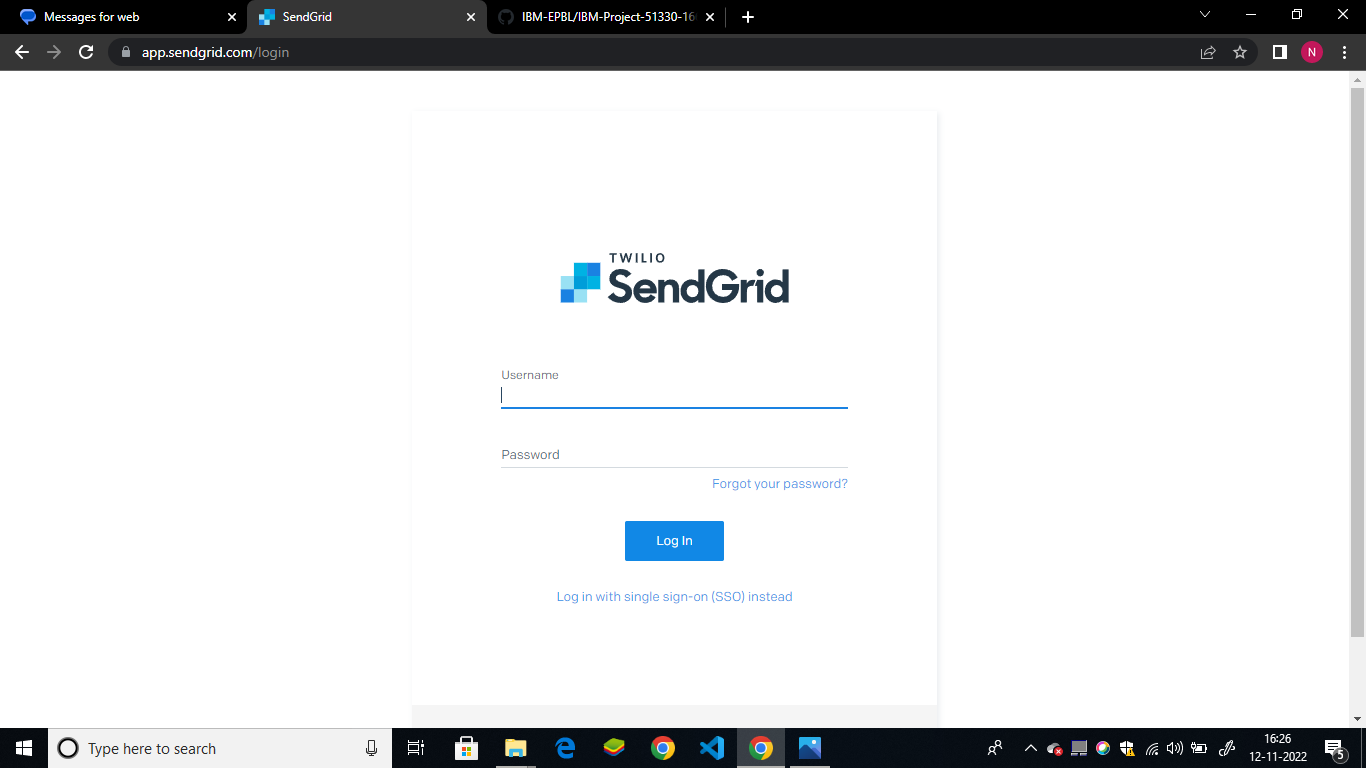 Messages for web
SendGrid
IBM-EPBL/IBM-Project-51330-16
app.sendgrid.com/login
N
TWILIO
SendGrid
Username
Password
Forgot your password?
Log In
Log in with single sign-on (SSO) instead
Type here to search
16:26
12-11-2022
5